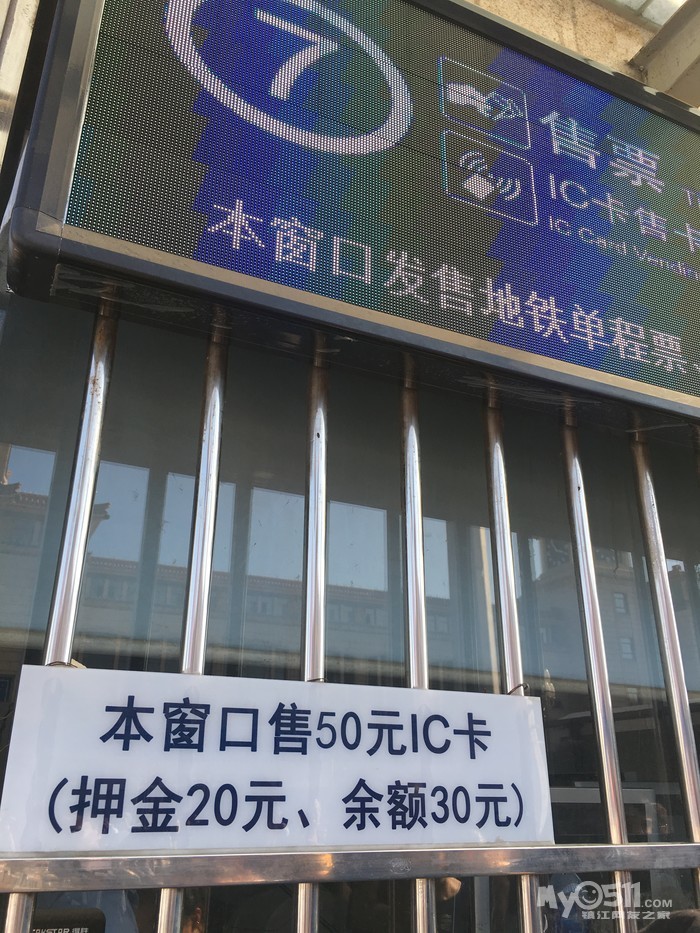 7
售票
IC卡售卡
IC Card Vendin
本窗口发售地铁单程票、
本窗口售50元IC卡
(押金20元、余额30元)
My0511.COM
镇江网友之家